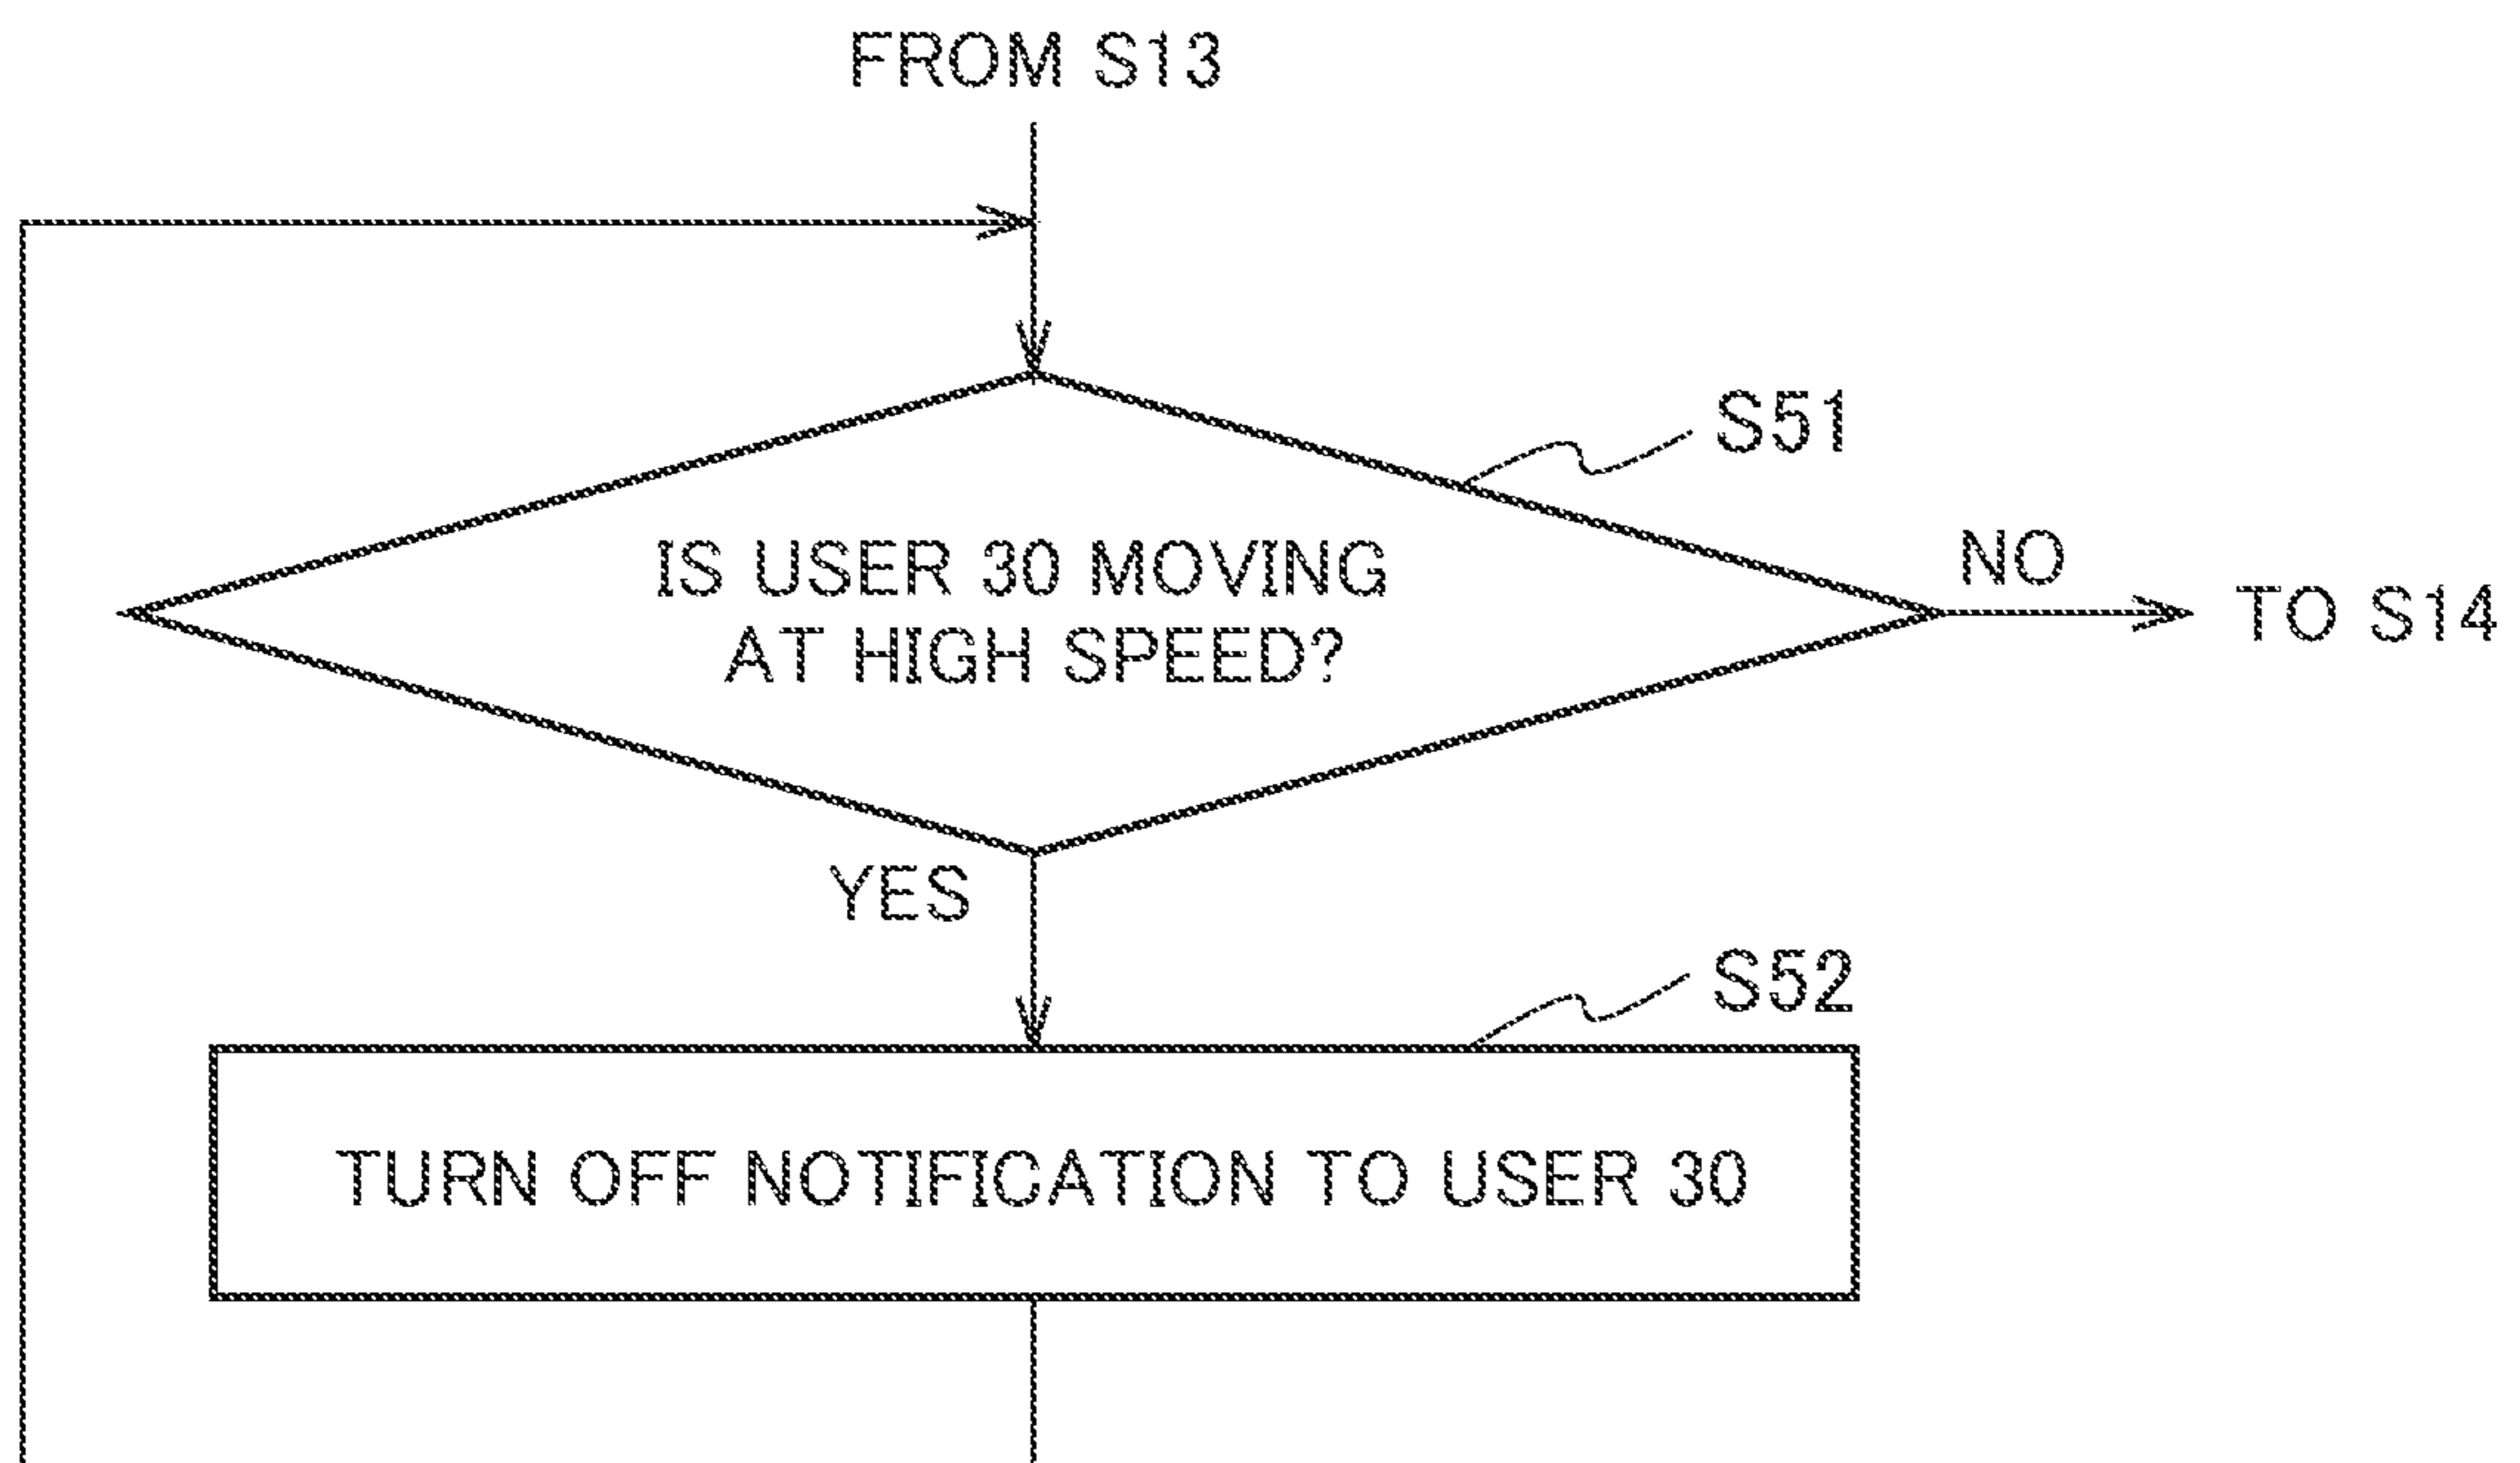 FROM S13
S51
IS USER 30 MOVING
AT HIGH SPEED?
NO
TO S14
YES
S52
TURN OFF NOTIFICATION TO USER 30